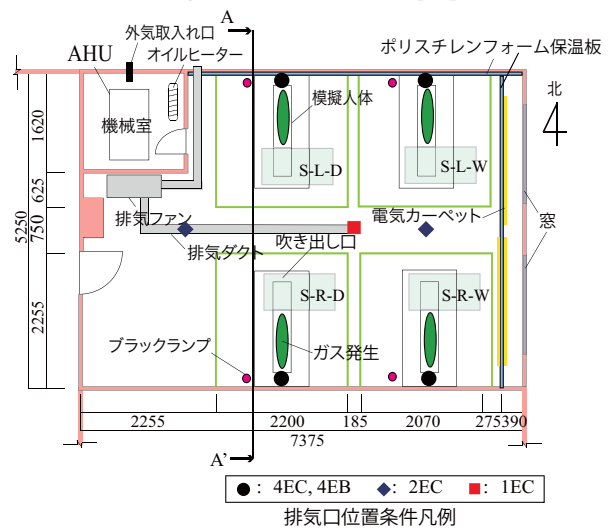 A
外気取入れ口
AHU
オイルヒーター
ポリスチレンフォーム保温板
機械室
模擬人体
北
S-L-D
S-L-W
1620
625
750
2255
5250
排気ファン
電気カーペット
窓
排気ダクト
吹き出し口
S-R-D
S-R-W
ブラックランプ
ガス発生
2255
2200
185
2070
275
390
7375
A'
●: 4EC, 4EB ◆: 2EC ■: 1EC
排気口位置条件凡例